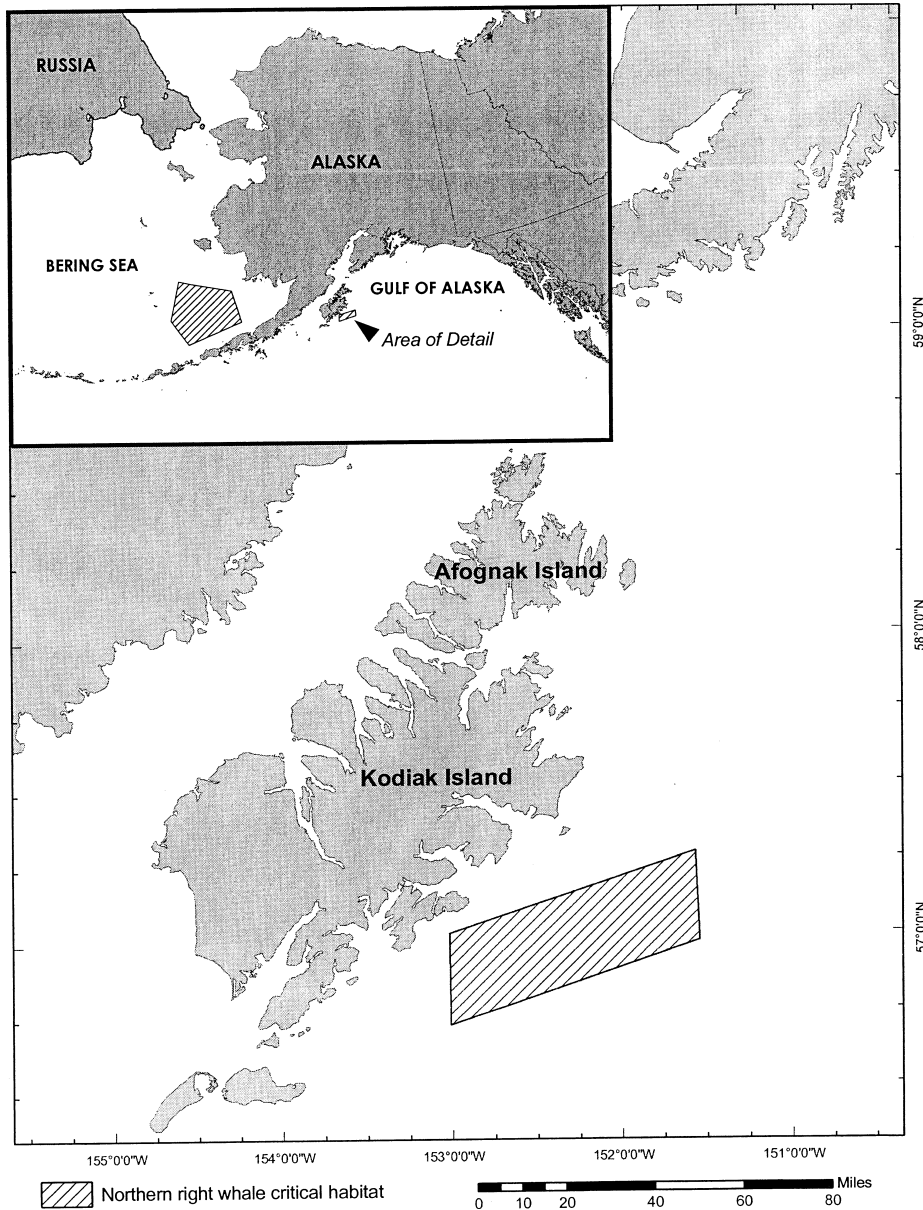 RUSSIA
ALASKA
BERING SEA
GULF OF ALASKA
Area of Detail
59°0'0"N
Afognak Island
58°0'0"N
Kodiak Island
57°0'0"N
155°0'0"W
154°0'0"W
153°0'0"W
152°0'0"W
151°0'0"W
Northern right whale critical habitat
Miles
0 10 20 40 60 80